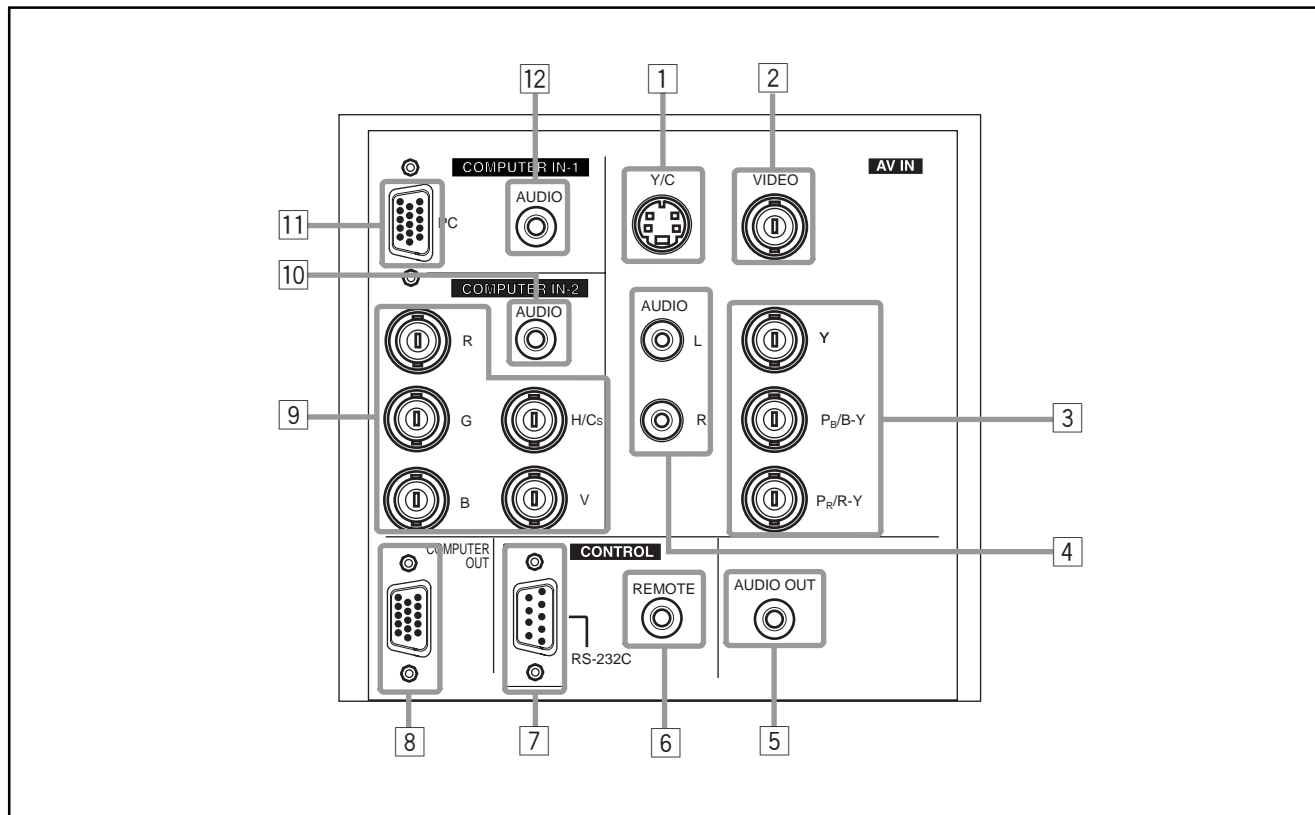 12
1
2
COMPUTER IN-1
AV IN
AUDIO
Y/C
VIDEO
11
PC
10
COMPUTER IN-2
AUDIO
AUDIO
R
L
Y
9
G
H/Cs
R
PB/B-Y
3
B
V
PR/R-Y
4
COMPUTER
OUT
CONTROL
REMOTE
AUDIO OUT
RS-232C
8
7
6
5